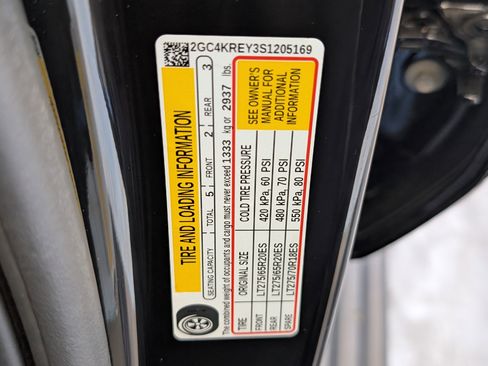 2GC4KREY3S1205169
TIRE AND LOADING INFORMATION
SEATING CAPACITY TOTAL 5 FRONT 2 REAR 3
The combined weight of occupants and cargo must never exceed 1333 kg or 2937 lbs.
TIRE ORIGINAL SIZE COLD TIRE PRESSURE
FRONT LT275/65R20ES 420 kPa, 60 PSI
REAR LT275/65R20ES 480 kPa, 70 PSI
SPARE LT275/70R18ES 550 kPa, 80 PSI
SEE OWNER'S
MANUAL FOR
ADDITIONAL
INFORMATION